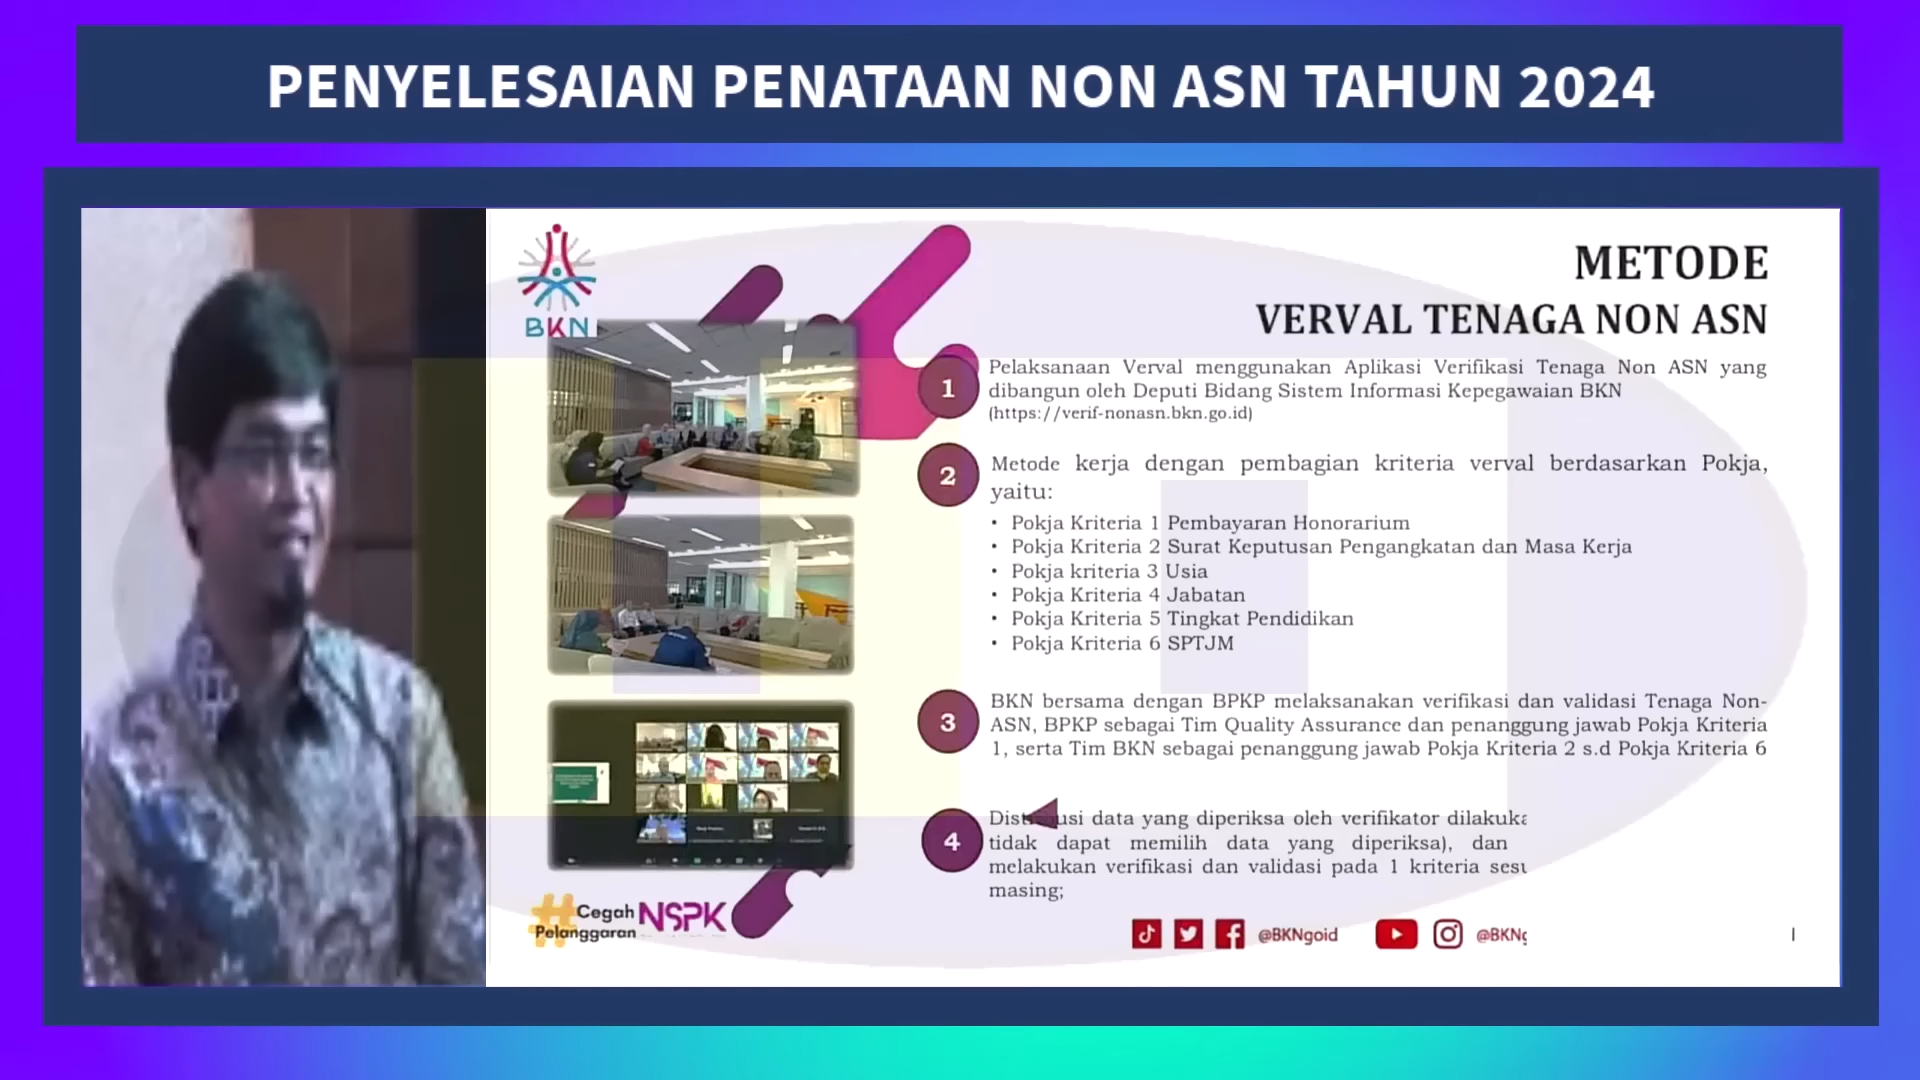 PENYELESAIAN PENATAAN NON ASN TAHUN 2024
BKN
METODE
VERVAL TENAGA NON ASN
1
Pelaksanaan Verval menggunakan Aplikasi Verifikasi Tenaga Non ASN yang
dibangun oleh Deputi Bidang Sistem Informasi Kepegawaian BKN
(https://verif-nonasn.bkn.go.id)
2
Metode kerja dengan pembagian kriteria verval berdasarkan Pokja,
yaitu:
• Pokja Kriteria 1 Pembayaran Honorarium
• Pokja Kriteria 2 Surat Keputusan Pengangkatan dan Masa Kerja
• Pokja kriteria 3 Usia
• Pokja Kriteria 4 Jabatan
• Pokja Kriteria 5 Tingkat Pendidikan
• Pokja Kriteria 6 SPTJM
3
BKN bersama dengan BPKP melaksanakan verifikasi dan validasi Tenaga Non-
ASN, BPKP sebagai Tim Quality Assurance dan penanggung jawab Pokja Kriteria
1, serta Tim BKN sebagai penanggung jawab Pokja Kriteria 2 s.d Pokja Kriteria 6
4
data yang diperiksa oleh verifikator
tidak dapat memilih data yang diperiksa), dan
melakukan verifikasi dan validasi pada 1 kriteria
masing;
#Cegah
Pelanggaran NSPK
@BKNgoid